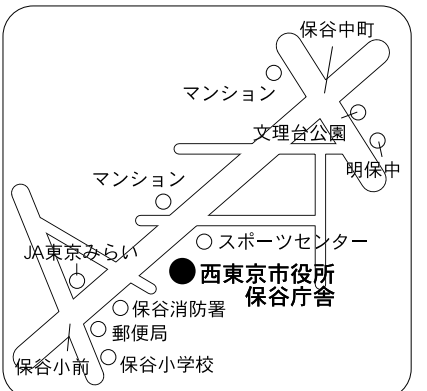 保谷中町
マンション
文理台公園
明保中
マンション
スポーツセンター
JA東京みらい
西東京市役所
保谷庁舎
保谷消防署
郵便局
保谷小前
保谷小学校